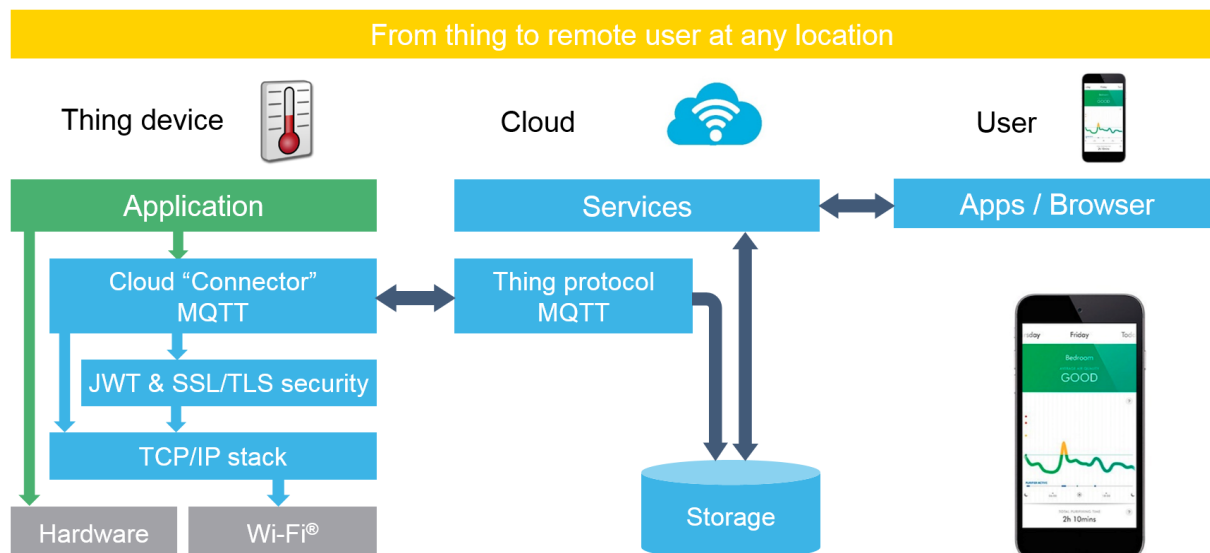 From thing to remote user at any location
Thing device
Cloud
User
Application
Services
Apps / Browser
Cloud “Connector”
MQTT
Thing protocol
MQTT
JWT & SSL/TLS security
TCP/IP stack
Hardware
Wi-Fi®
Storage
Friday
Bedroom
GOOD
2h 10mins